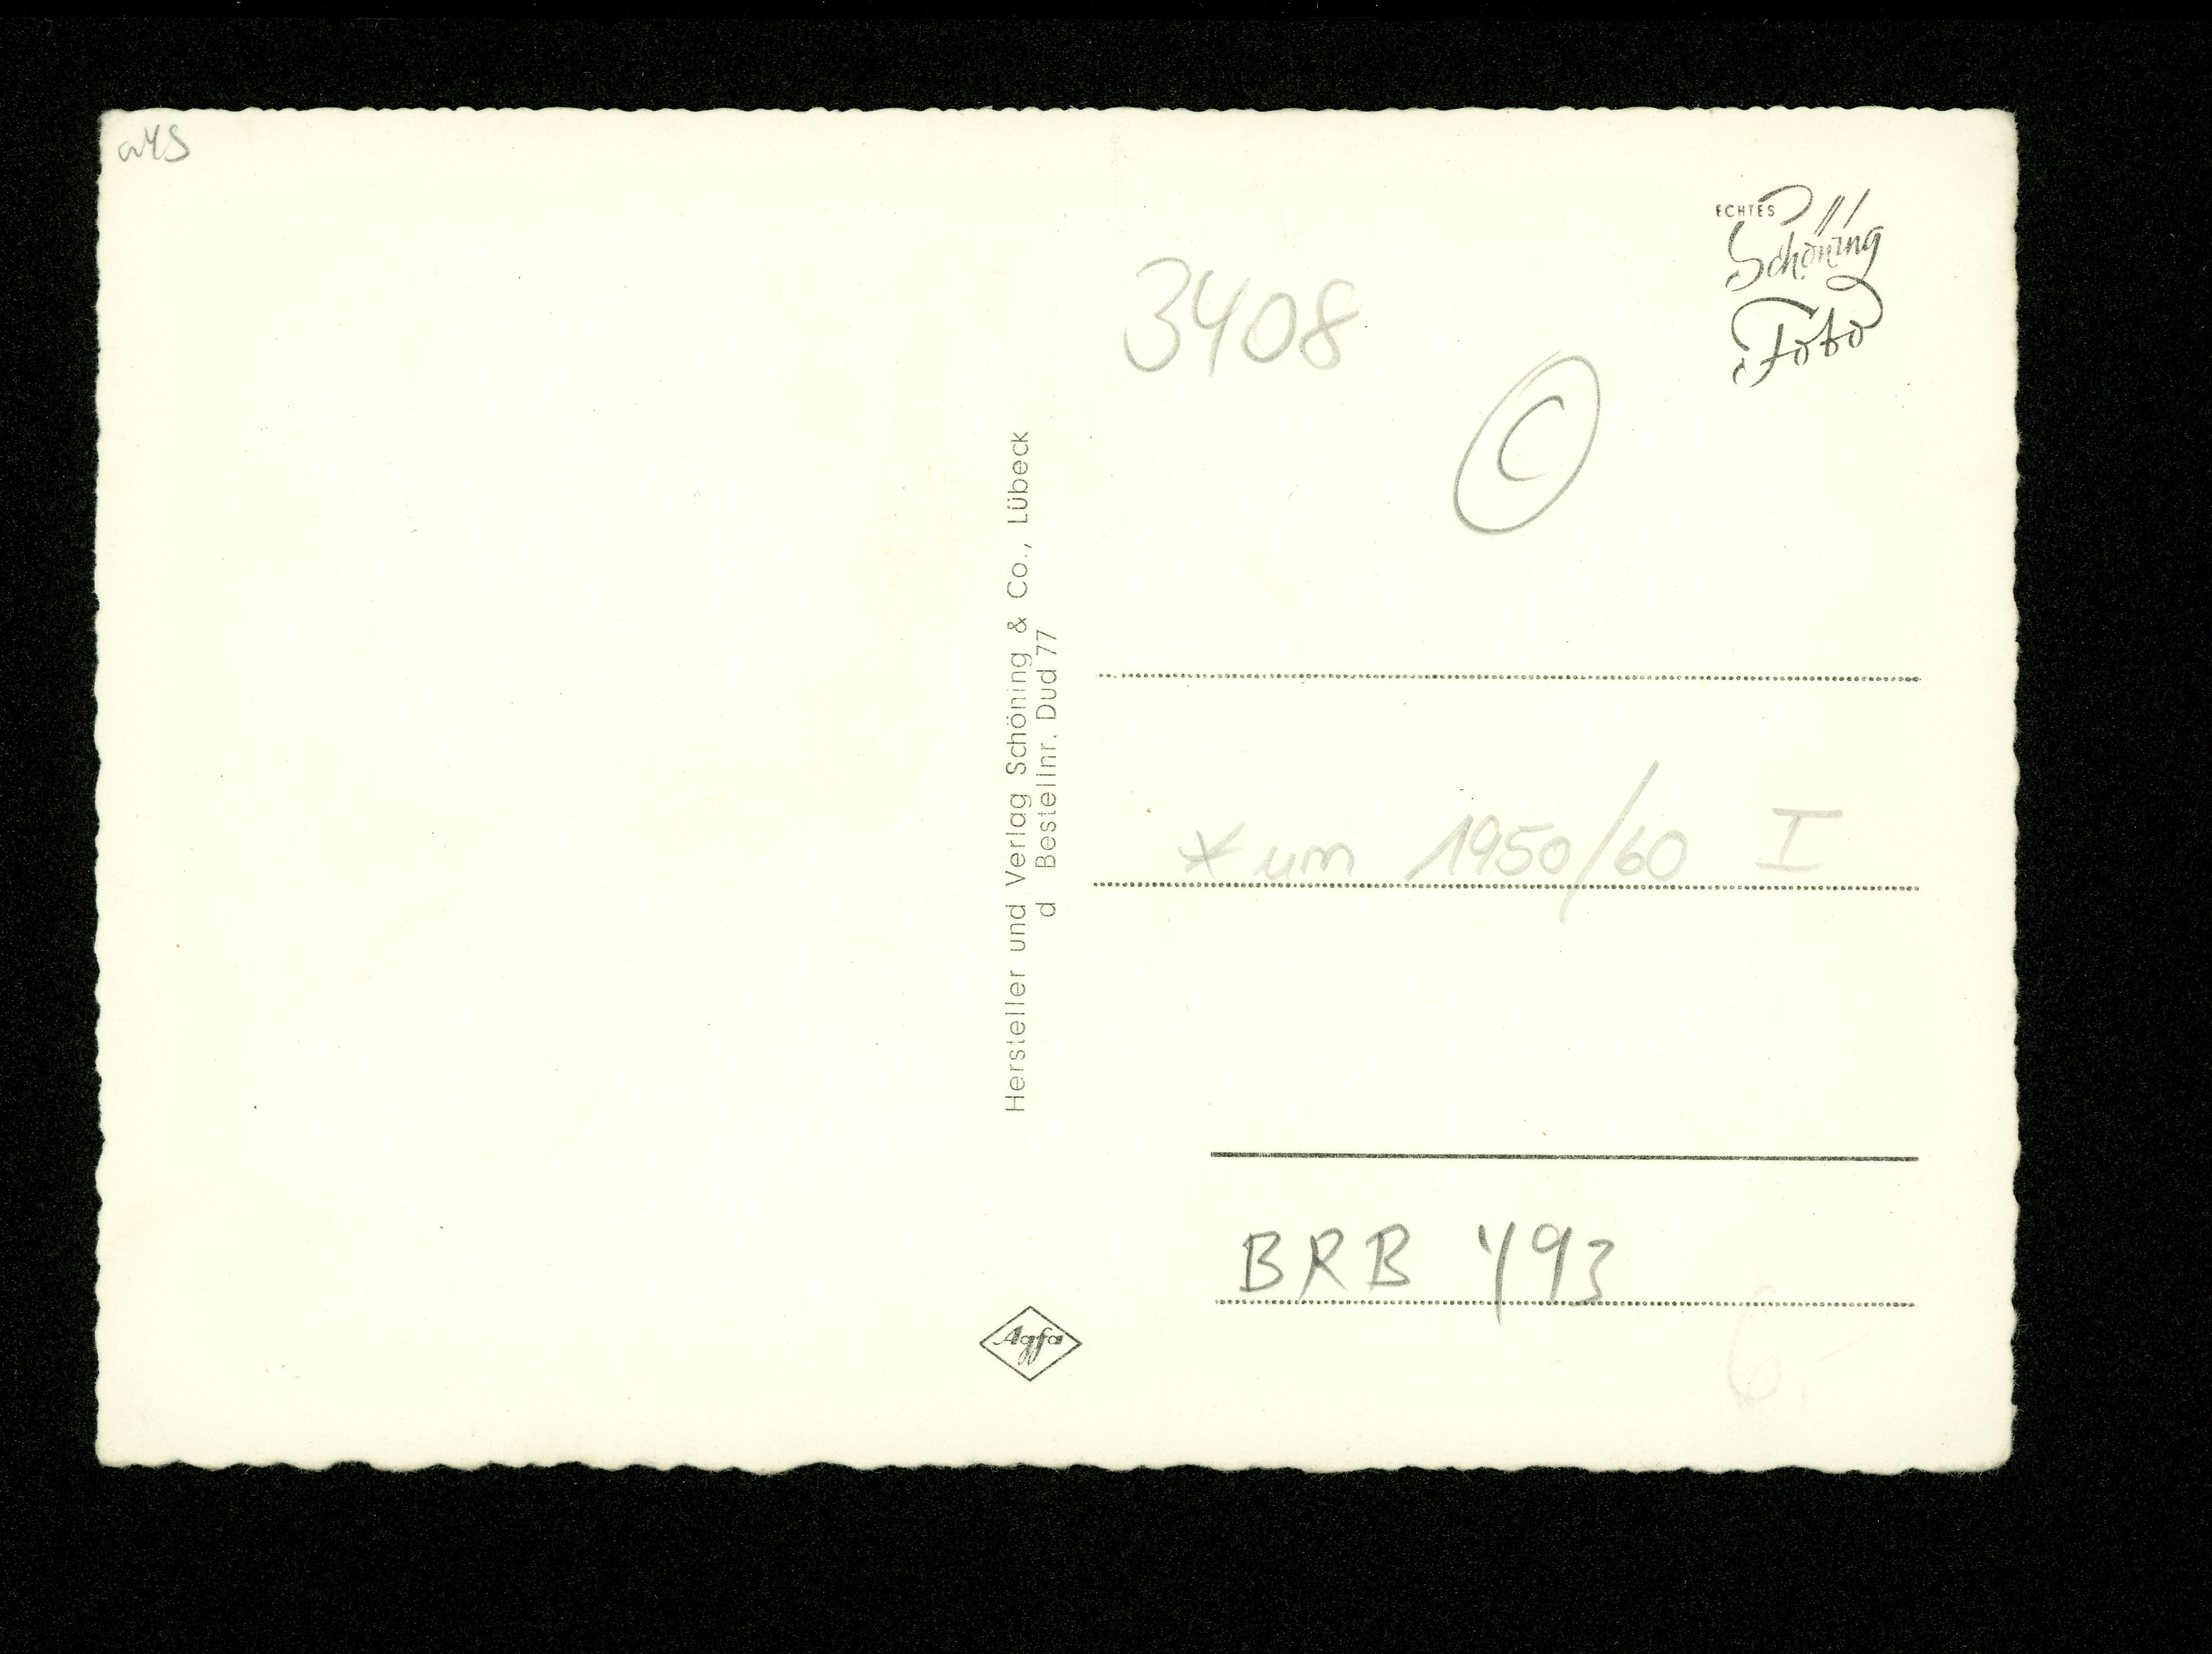 ECHTES
Schöning
Foto
3408
©
Hersteller und Verlag Schöning & Co., Lübeck
d Bestellnr. Dud 77
* um 1950/60 I
BRB 493
Agfa